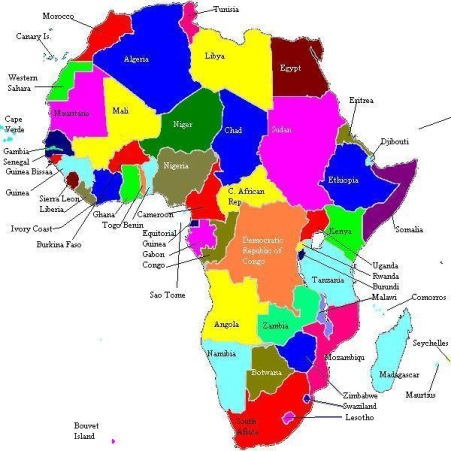 Morocco
Tunisia
Canary Is.
Algeria
Libya
Egypt
Western
Sahara
Mauritania
Mali
Niger
Chad
Sudan
Eritrea
Cape
Verde
Djibouti
Gambia
Senegal
Guinea Bissau
Nigeria
Ethiopia
Guinea
C. African
Rep.
Sierra Leon
Liberia
Ghana
Cameroon
Somalia
Ivory Coast
Togo
Benin
Kenya
Burkina Faso
Equitorial
Guinea
Gabon
Congo
Democratic
Republic of
Congo
Uganda
Rwanda
Burundi
Tanzania
Malawi
Sao Tome
Comorros
Angola
Zambia
Seychelles
Namibia
Mozambiqu
Botwana
Madagascar
Zimbabwe
Maurtius
Swaziland
Lesotho
South
Africa
Bouvet
Island